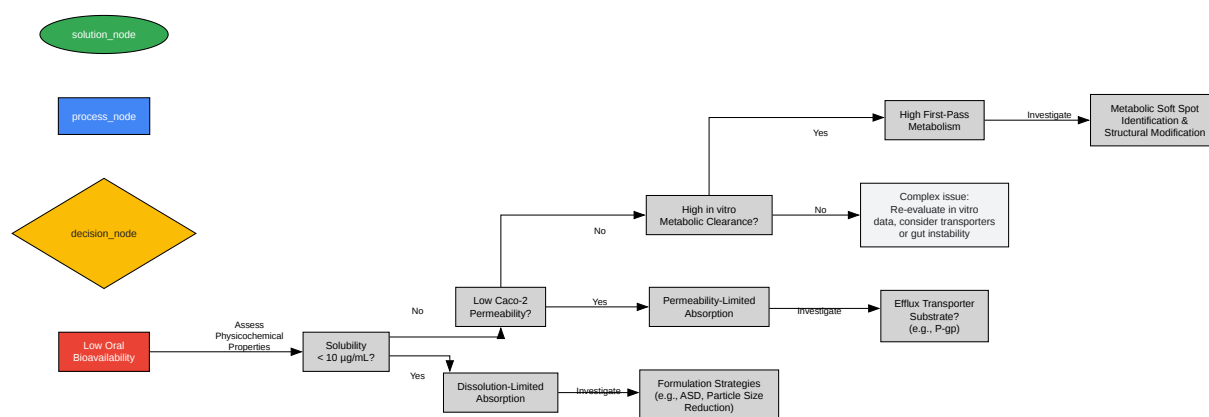 solution_node
process_node
decision_node
Low Oral
Bioavailability
Assess
Physicochemical
Properties
Solubility
< 10 µg/mL?
No
Yes
Low Caco-2
Permeability?
Dissolution-Limited
Absorption
Investigate
Formulation Strategies
(e.g., ASD, Particle Size
Reduction)
No
Yes
High in vitro
Metabolic Clearance?
Permeability-Limited
Absorption
Investigate
Efflux Transporter
Substrate?
(e.g., P-gp)
Yes
No
High First-Pass
Metabolism
Complex issue:
Re-evaluate in vitro
data, consider transporters
or gut instability
Investigate
Metabolic Soft Spot
Identification &
Structural Modification